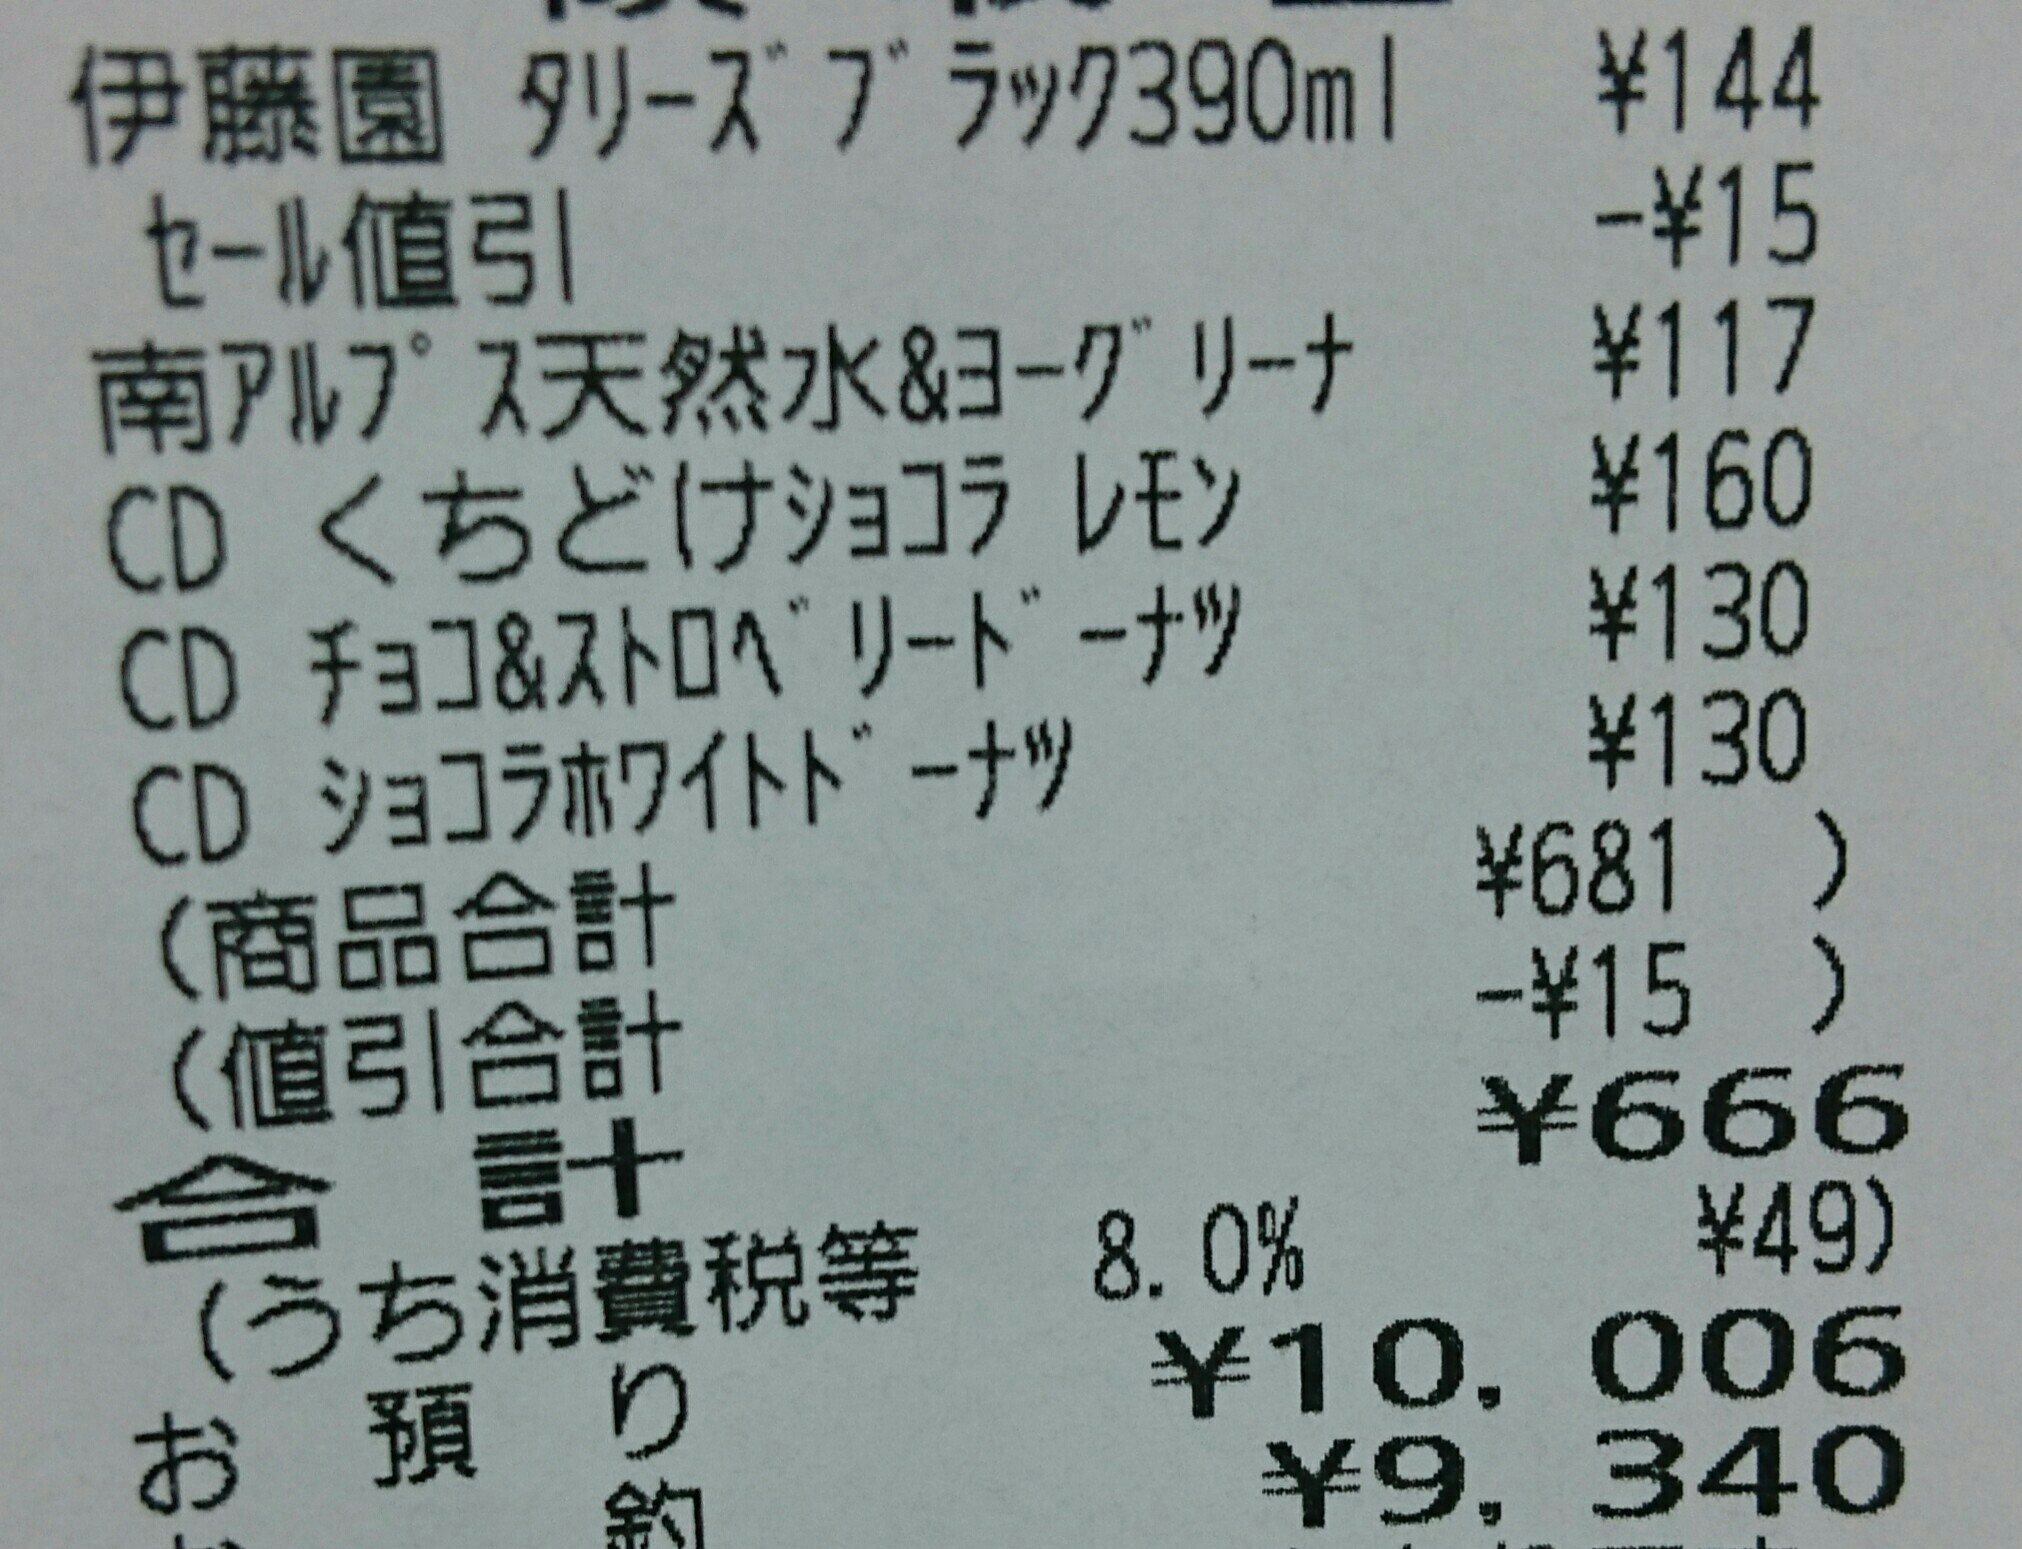 伊藤園 ﾀﾘｰｽﾞﾌﾞﾗｯｸ390ml ¥144
ｾｰﾙ値引 -¥15
南ｱﾙﾌﾟｽ天然水&ﾖｰｸﾞﾘｰﾅ ¥117
CD くちどけｼｮｺﾗ ﾚﾓﾝ ¥160
CD ﾁｮｺ&ｽﾄﾛﾍﾞﾘｰﾄﾞｰﾅﾂ ¥130
CD ｼｮｺﾗﾎﾜｲﾄﾄﾞｰﾅﾂ ¥130
(商品合計 ¥681 )
(値引合計 -¥15 )
合 計 ¥666
(うち消費税等 8.0% ¥49)
お 預 り ¥10,006
お 釣 ¥9,340